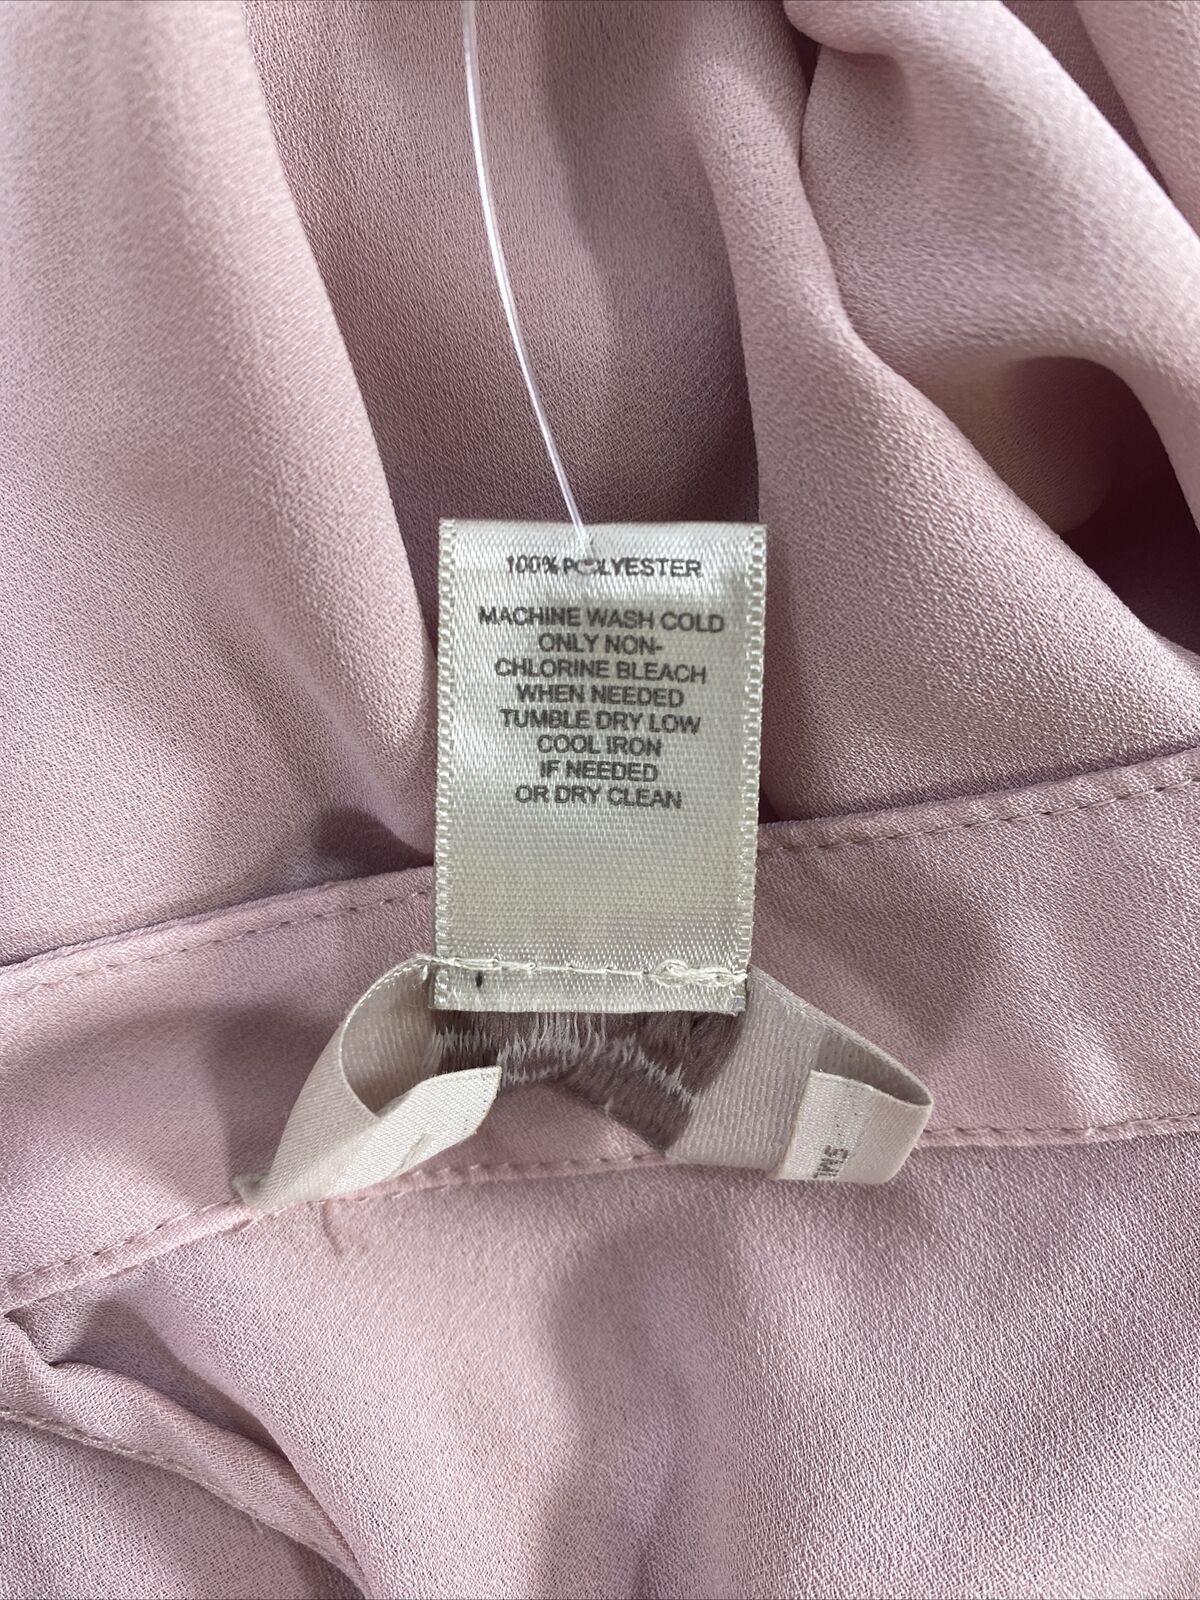 100% POLYESTER
MACHINE WASH COLD
ONLY NON-
CHLORINE BLEACH
WHEN NEEDED
TUMBLE DRY LOW
COOL IRON
IF NEEDED
OR DRY CLEAN